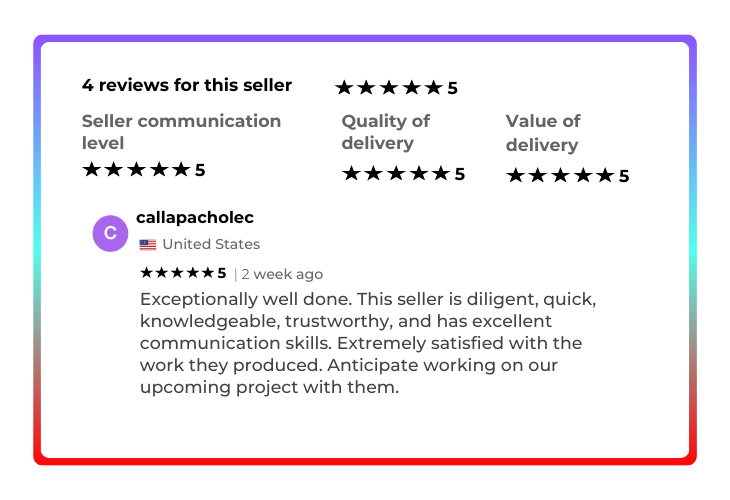 4 reviews for this seller ★★★★★ 5
Seller communication level
★★★★★ 5
Quality of delivery
★★★★★ 5
Value of delivery
★★★★★ 5
C
callapacholec
United States
★★★★★ 5 | 2 week ago
Exceptionally well done. This seller is diligent, quick,
knowledgeable, trustworthy, and has excellent
communication skills. Extremely satisfied with the
work they produced. Anticipate working on our
upcoming project with them.